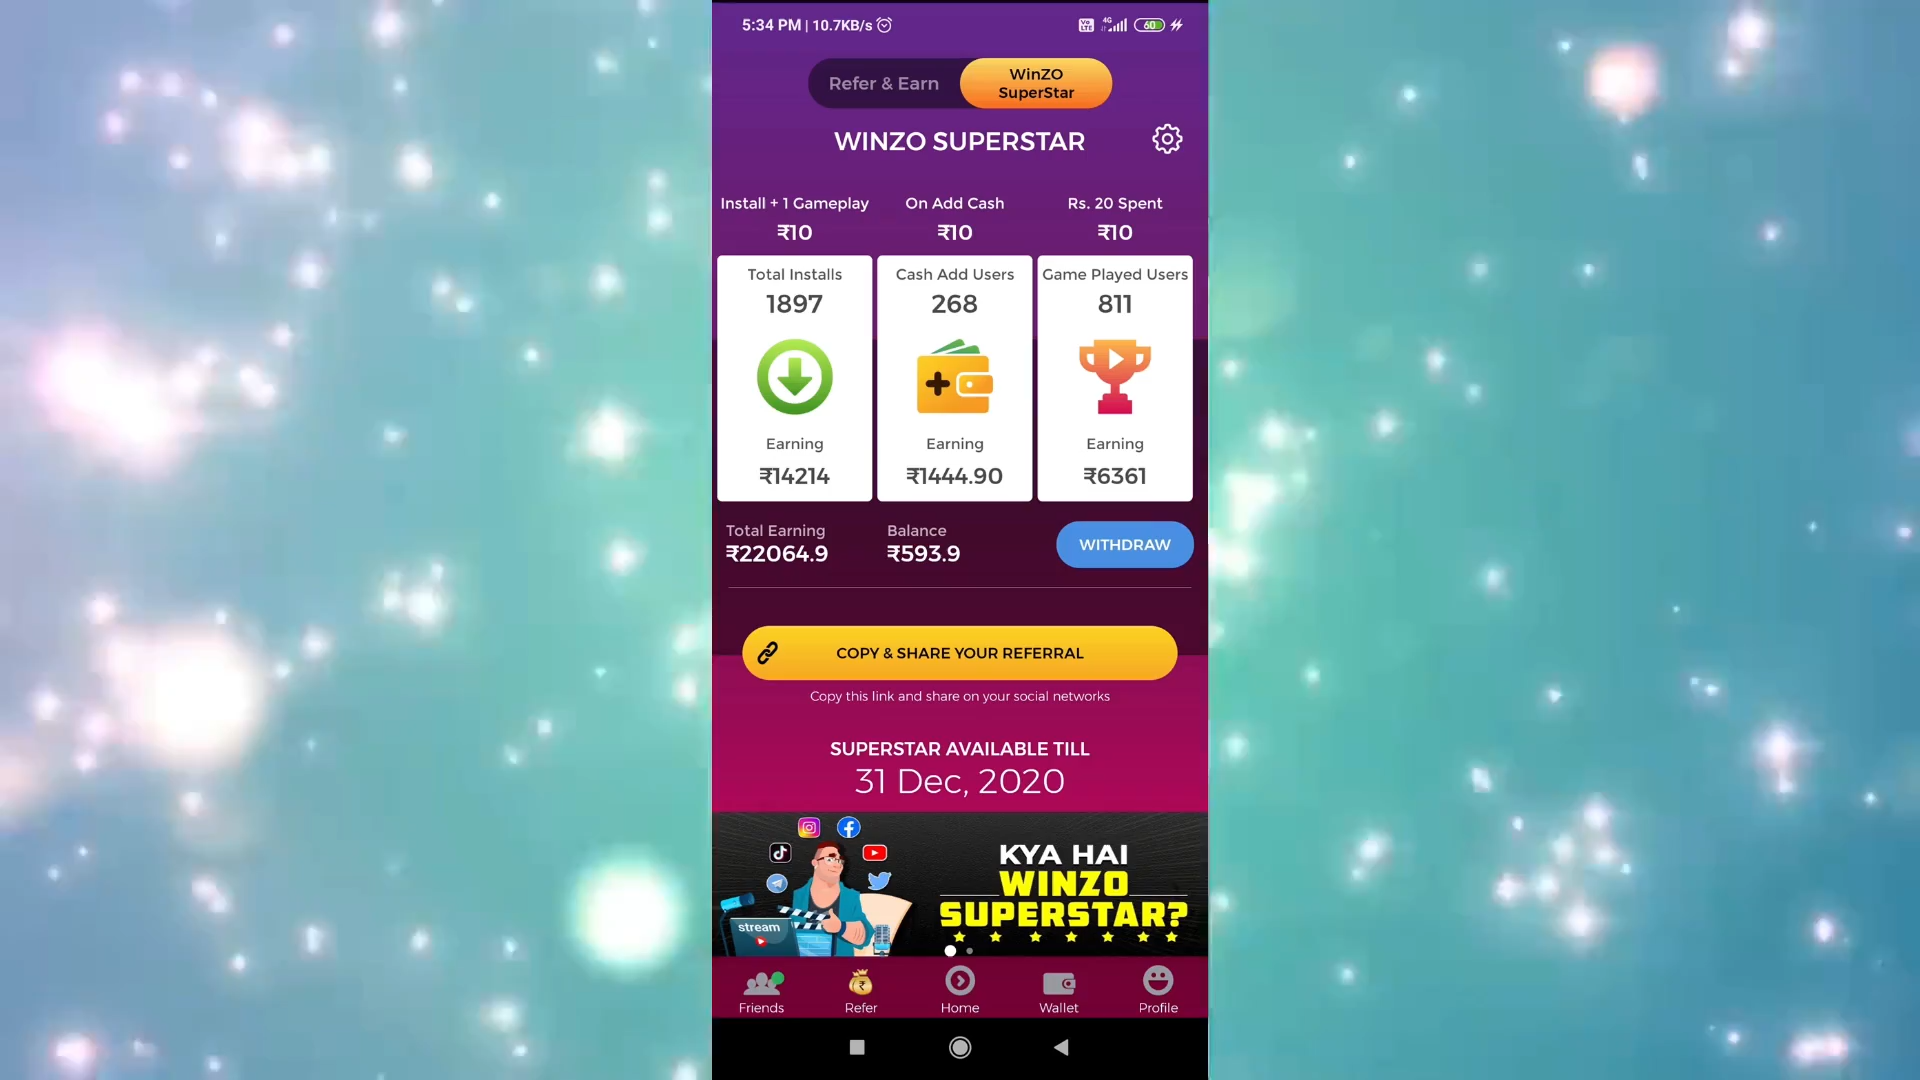 5:34 PM | 10.7KB/s
Vo LTE 4G 60
Refer & Earn
WinZO
SuperStar
WINZO SUPERSTAR
Install + 1 Gameplay
₹10
On Add Cash
₹10
Rs. 20 Spent
₹10
Total Installs
1897
Earning
₹14214
Cash Add Users
268
Earning
₹1444.90
Game Played Users
811
Earning
₹6361
Total Earning
₹22064.9
Balance
₹593.9
WITHDRAW
COPY & SHARE YOUR REFERRAL
Copy this link and share on your social networks
SUPERSTAR AVAILABLE TILL
31 Dec, 2020
stream
KYA HAI
WINZO
SUPERSTAR?
Friends
Refer
Home
Wallet
Profile